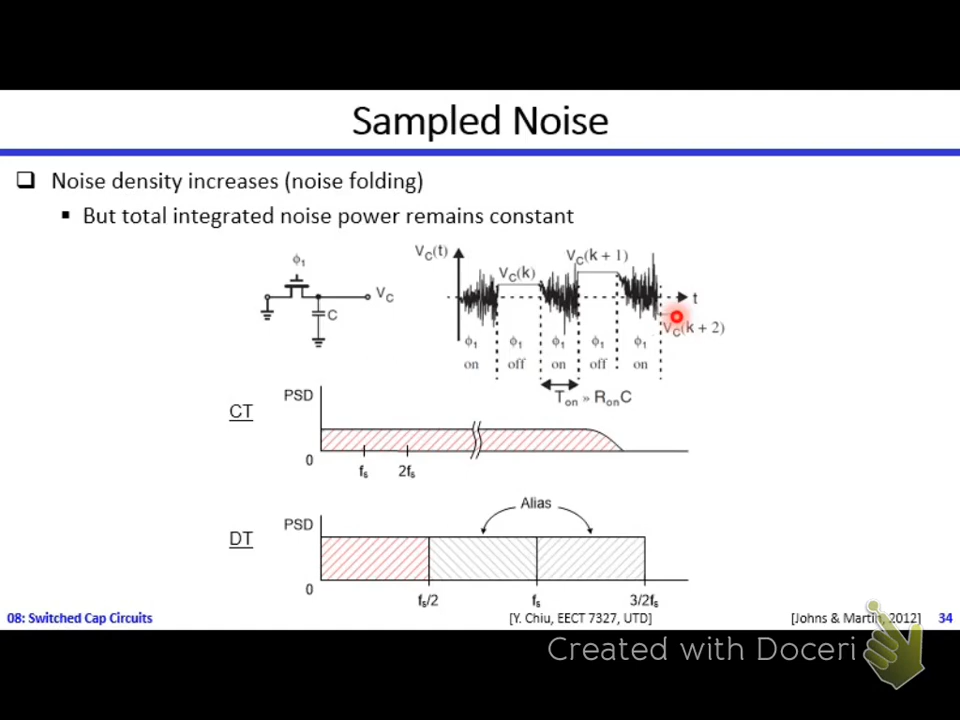 Sampled Noise
❑ Noise density increases (noise folding)
▪ But total integrated noise power remains constant
ϕ₁
V_C
C
V_C(t)
V_C(k)
V_C(k + 1)
t
V_C(k + 2)
ϕ₁ ϕ₁ ϕ₁ ϕ₁ ϕ₁
on off on off on
T_on » R_onC
CT
PSD
0
f_s 2f_s
Alias
DT
PSD
0
f_s/2 f_s 3/2f_s
08: Switched Cap Circuits [Y. Chiu, EECT 7327, UTD] [Johns & Martin, 2012] 34
Created with Doceri